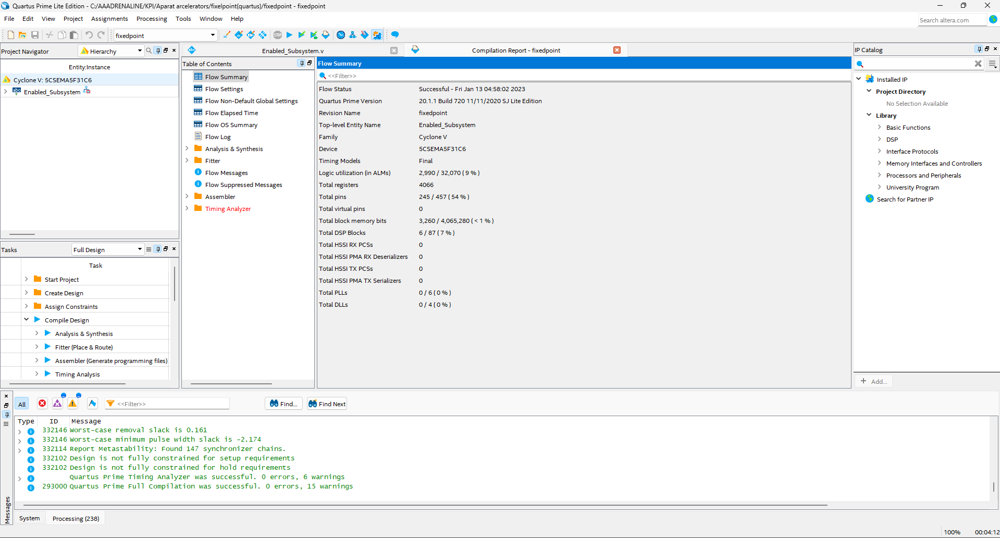 Quartus Prime Lite Edition - C:/AAADRENALINE/KPI/Aparat arcelerators/fixelpoint(quartus)/fixedpoint - fixedpoint
File Edit View Project Assignments Processing Tools Window Help
Search altera.com
fixedpoint
STOP
Project Navigator
Hierarchy
Entity:Instance
Cyclone V: 5CSEMA5F31C6
abc Enabled_Subsystem
Tasks
Full Design
Task
Start Project
Create Design
Assign Constraints
Compile Design
Analysis & Synthesis
Fitter (Place & Route)
Assembler (Generate programming files)
Timing Analysis
abc Enabled_Subsystem.v
Compilation Report - fixedpoint
Table of Contents
Flow Summary
Flow Settings
Flow Non-Default Global Settings
Flow Elapsed Time
Flow OS Summary
Flow Log
Analysis & Synthesis
Fitter
Flow Messages
Flow Suppressed Messages
Assembler
Timing Analyzer
Flow Summary
<<Filter>>
Flow Status Successful - Fri Jan 13 04:58:02 2023
Quartus Prime Version 20.1.1 Build 720 11/11/2020 SJ Lite Edition
Revision Name fixedpoint
Top-level Entity Name Enabled_Subsystem
Family Cyclone V
Device 5CSEMA5F31C6
Timing Models Final
Logic utilization (in ALMs) 2,990 / 32,070 ( 9 % )
Total registers 4066
Total pins 245 / 457 ( 54 % )
Total virtual pins 0
Total block memory bits 3,260 / 4,065,280 ( < 1 % )
Total DSP Blocks 6 / 87 ( 7 % )
Total HSSI RX PCSs 0
Total HSSI PMA RX Deserializers 0
Total HSSI TX PCSs 0
Total HSSI PMA TX Serializers 0
Total PLLs 0 / 6 ( 0 % )
Total DLLs 0 / 4 ( 0 % )
IP Catalog
Installed IP
Project Directory
No Selection Available
Library
Basic Functions
DSP
Interface Protocols
Memory Interfaces and Controllers
Processors and Peripherals
University Program
Search for Partner IP
+ Add...
All
<<Filter>>
Find...
Find Next
Type ID Message
332146 Worst-case removal slack is 0.161
332146 Worst-case minimum pulse width slack is -2.174
332114 Report Metastability: Found 147 synchronizer chains.
332102 Design is not fully constrained for setup requirements
332102 Design is not fully constrained for hold requirements
Quartus Prime Timing Analyzer was successful. 0 errors, 6 warnings
293000 Quartus Prime Full Compilation was successful. 0 errors, 15 warnings
Messages
System Processing (238)
100% 00:04:12